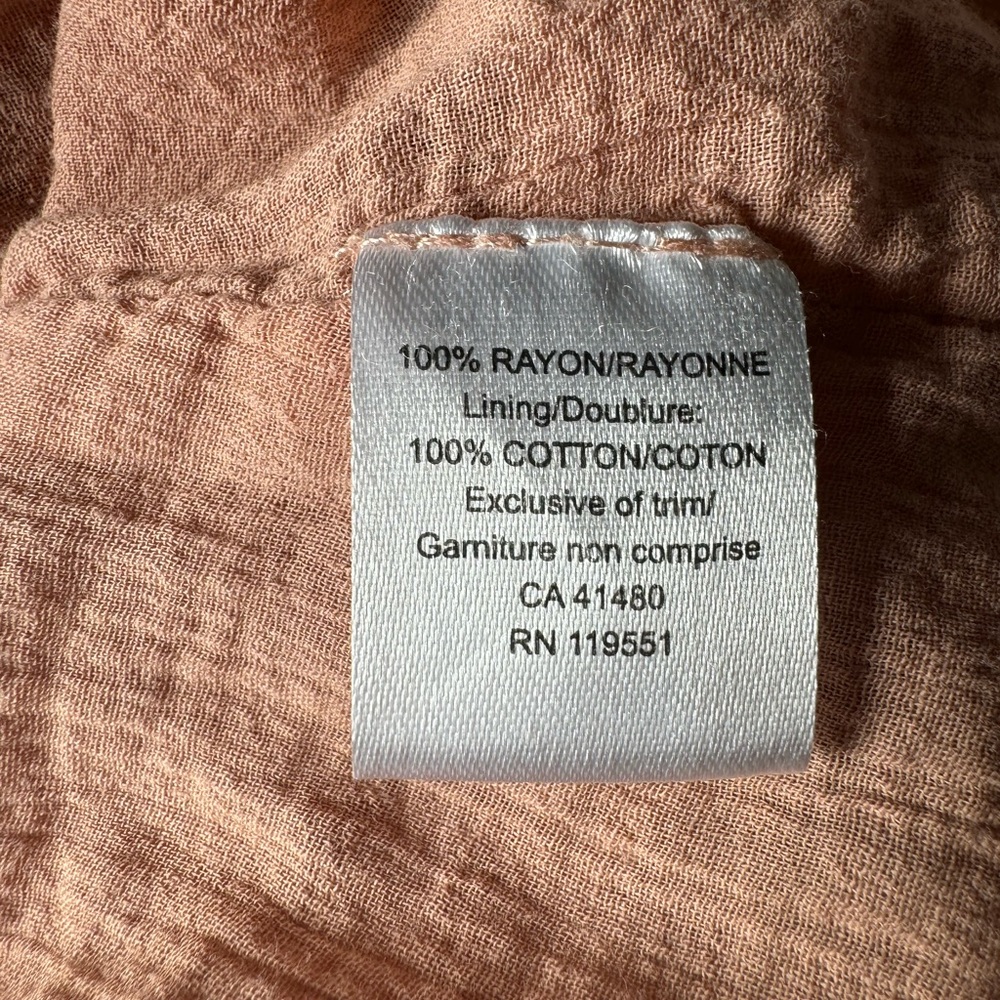 100% RAYON/RAYONNE
Lining/Doublure:
100% COTTON/COTON
Exclusive of trim/
Garniture non comprise
CA 41480
RN 119551